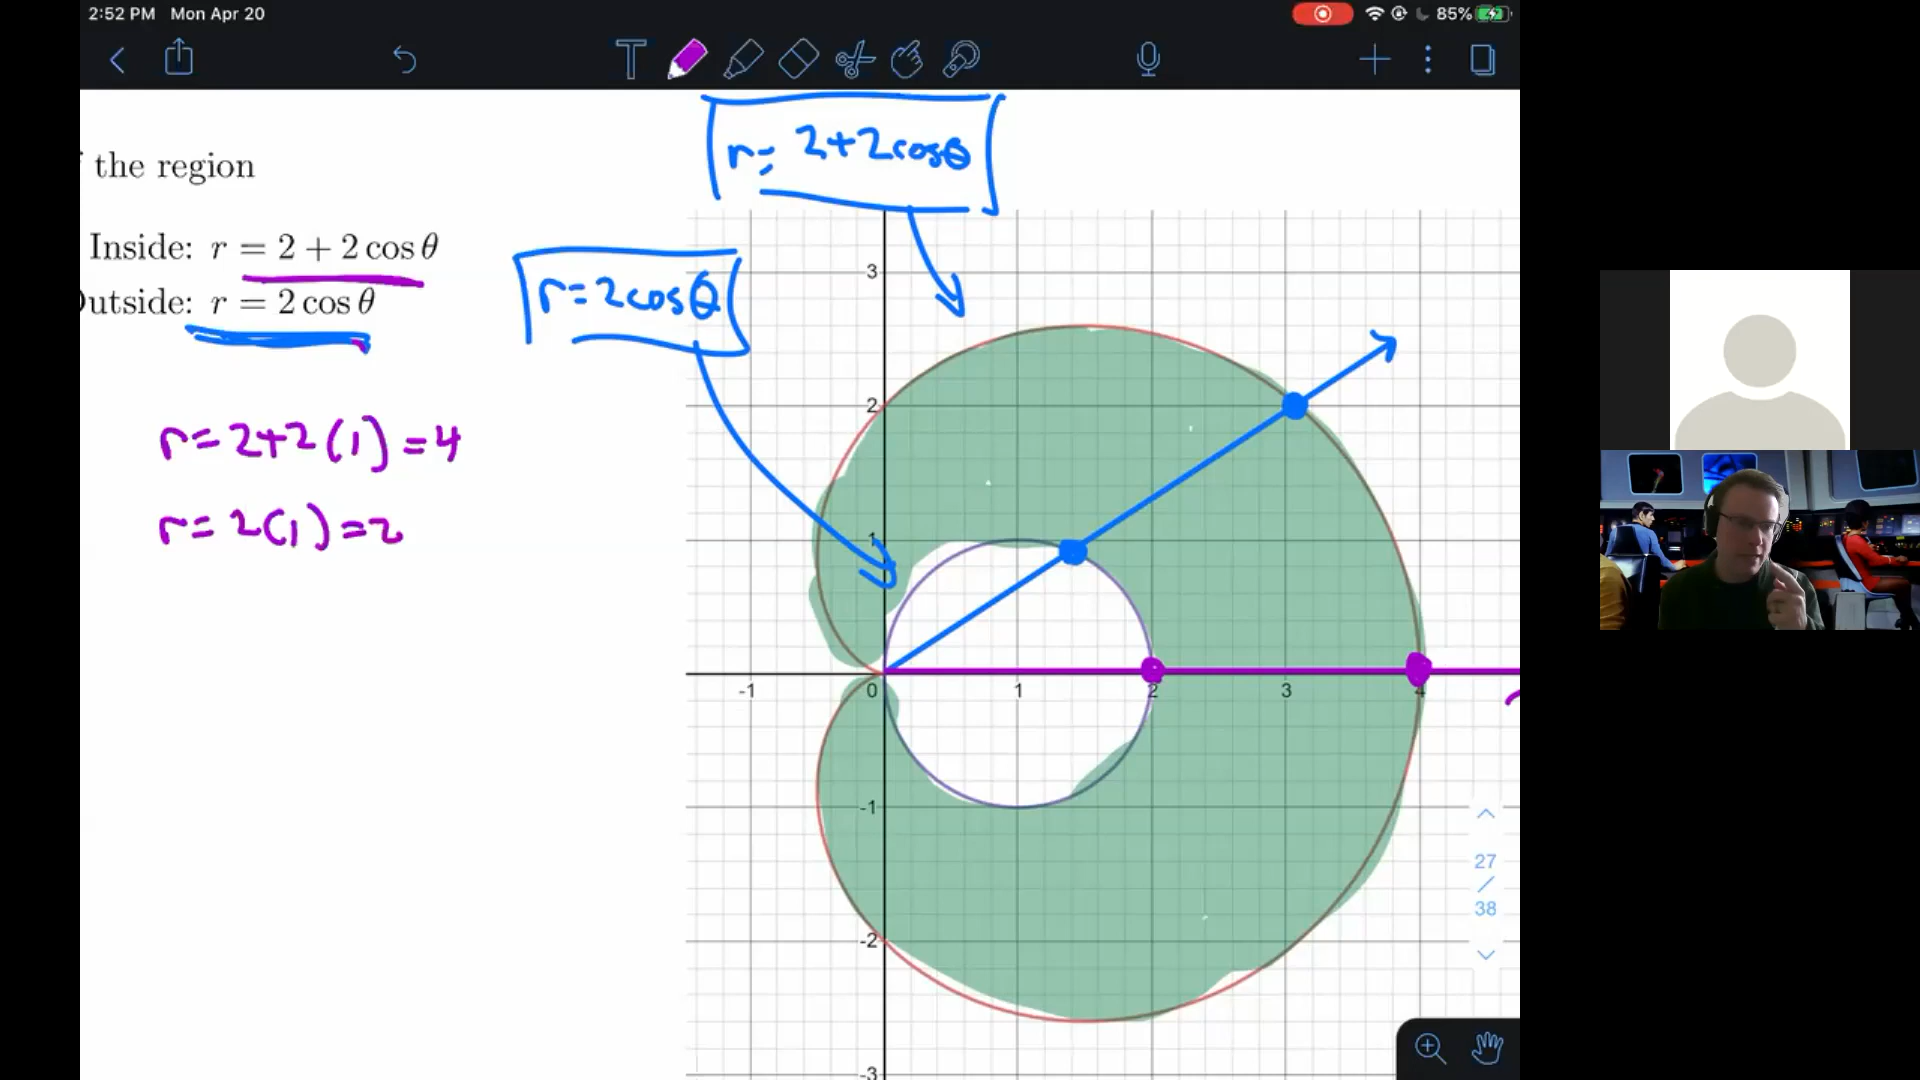 2:52 PM Mon Apr 20
85%
T
the region
Inside: r = 2 + 2 cos θ
utside: r = 2 cos θ
r = 2+2cosθ
r=2cosθ
r=2+2(1)=4
r=2(1)=2
3
2
1
-1 0 1 2 3 4
-1
-2
-3
27
/
38